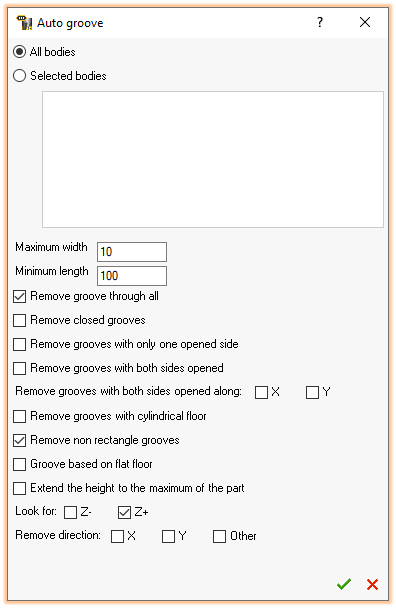 Auto groove ?
All bodies
Selected bodies
Maximum width 10
Minimum length 100
Remove groove through all
Remove closed grooves
Remove grooves with only one opened side
Remove grooves with both sides opened
Remove grooves with both sides opened along: X Y
Remove grooves with cylindrical floor
Remove non rectangle grooves
Groove based on flat floor
Extend the height to the maximum of the part
Look for: Z- Z+
Remove direction: X Y Other